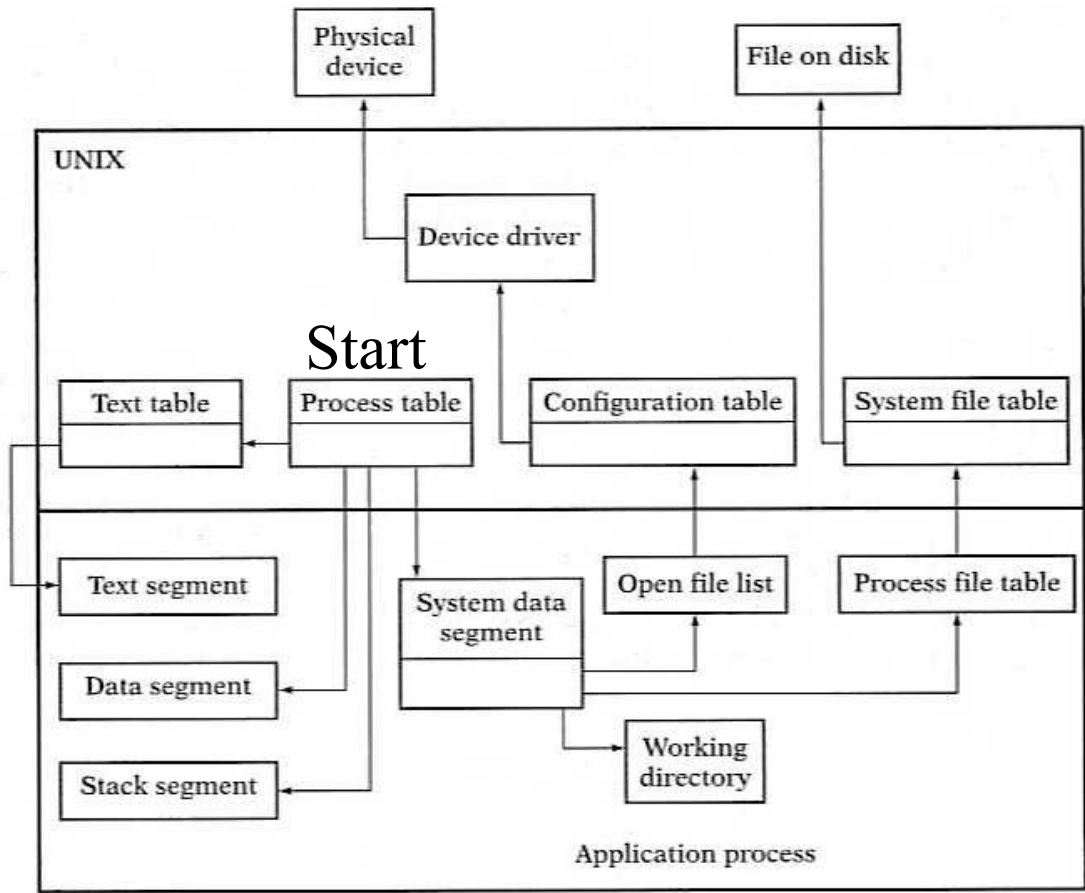 Physical
device
File on disk
UNIX
Device driver
Start
Text table
Process table
Configuration table
System file table
Text segment
System data
segment
Open file list
Process file table
Data segment
Working
directory
Stack segment
Application process